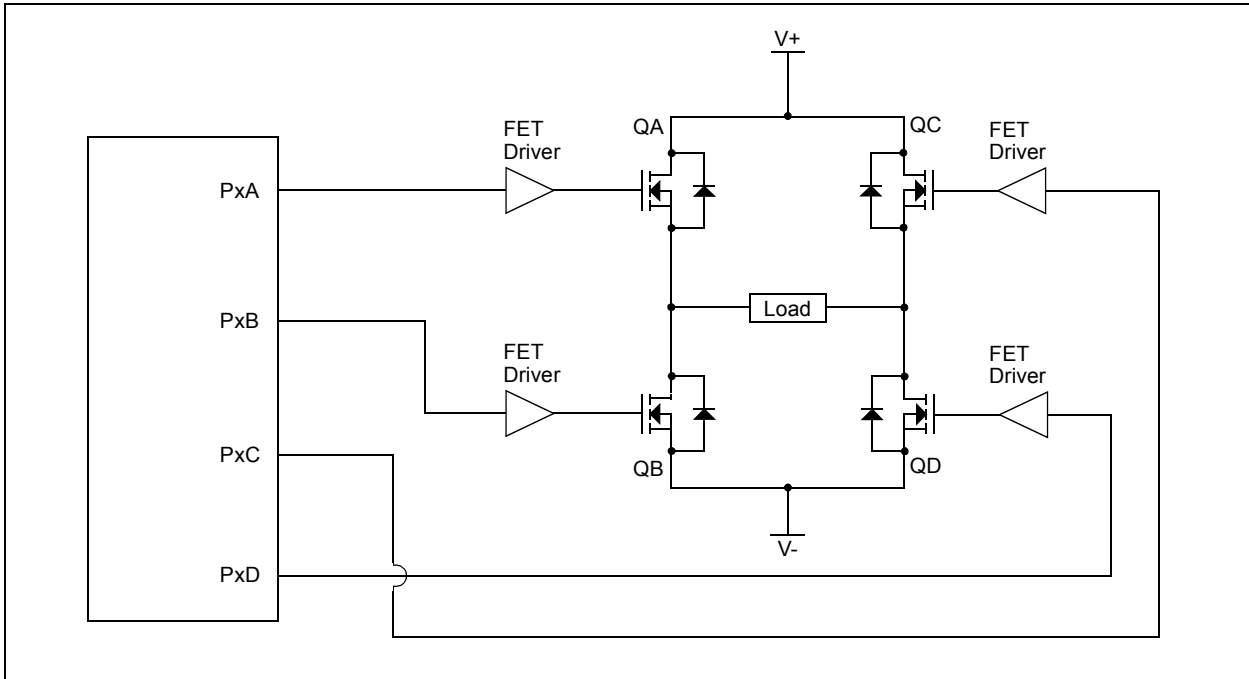 V+
FET
Driver
QA
QC
FET
Driver
PxA
PxB
Load
FET
Driver
FET
Driver
PxC
QB
QD
V-
PxD